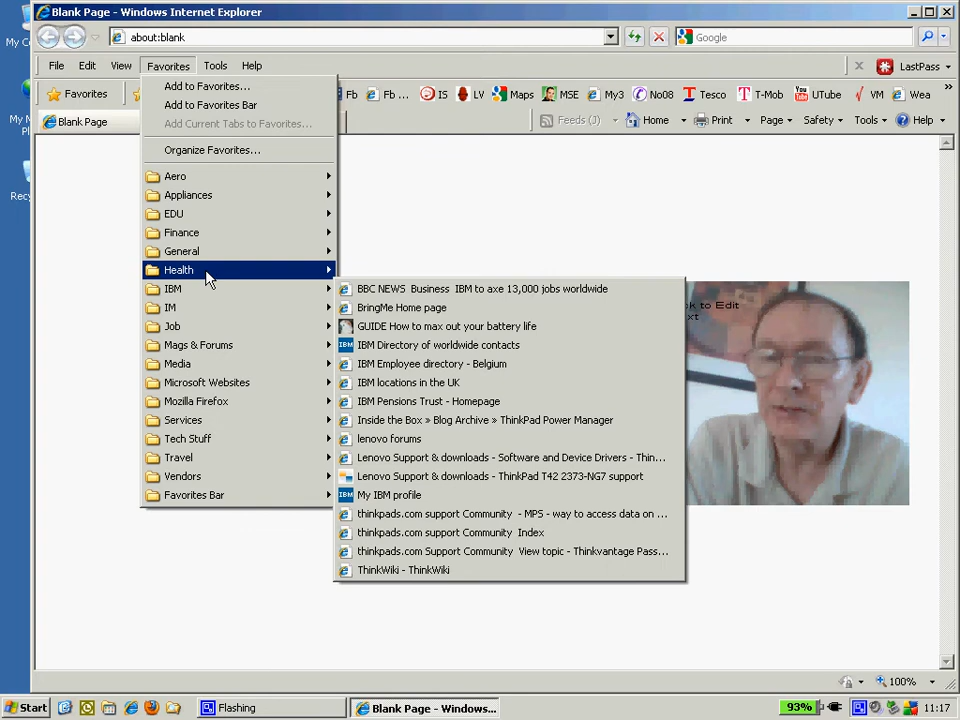 Blank Page - Windows Internet Explorer
My C
about:blank
Google
File Edit View Favorites Tools Help
LastPass
Favorites
Fb Fb ... IS LV Maps MSE My3 No08 Tesco T-Mob UTube VM Wea »
Blank Page
Feeds (J) Home Print Page Safety Tools Help
My N
Pl
Recy
Add to Favorites...
Add to Favorites Bar
Add Current Tabs to Favorites...
Organize Favorites...
Aero
Appliances
EDU
Finance
General
Health
IBM
IM
Job
Mags & Forums
Media
Microsoft Websites
Mozilla Firefox
Services
Tech Stuff
Travel
Vendors
Favorites Bar
BBC NEWS Business IBM to axe 13,000 jobs worldwide
BringMe Home page
GUIDE How to max out your battery life
IBM Directory of worldwide contacts
IBM Employee directory - Belgium
IBM locations in the UK
IBM Pensions Trust - Homepage
Inside the Box » Blog Archive » ThinkPad Power Manager
lenovo forums
Lenovo Support & downloads - Software and Device Drivers - Thin...
Lenovo Support & downloads - ThinkPad T42 2373-NG7 support
My IBM profile
thinkpads.com support Community - MPS - way to access data on ...
thinkpads.com support Community Index
thinkpads.com Support Community View topic - Thinkvantage Pass...
ThinkWiki - ThinkWiki
k to Edit
ext
100%
Start
Flashing
Blank Page - Windows...
93%
11:17